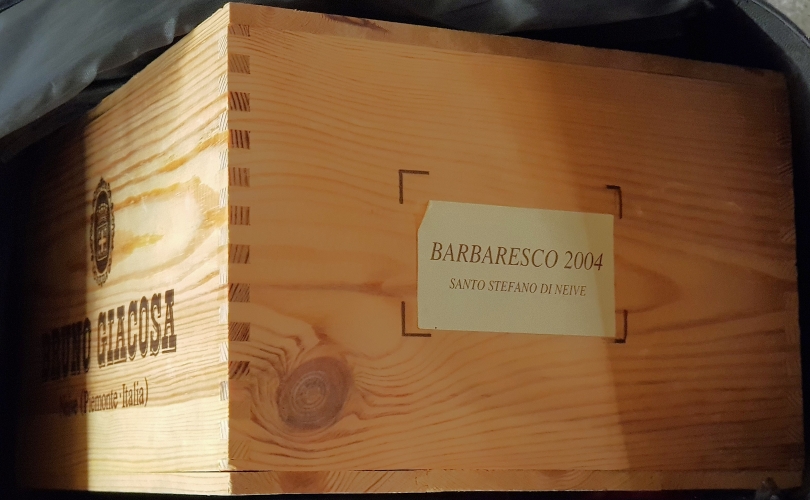 BRUNO GIACOSA
Neive (Piemonte-Italia)
BARBARESCO 2004
SANTO STEFANO DI NEIVE